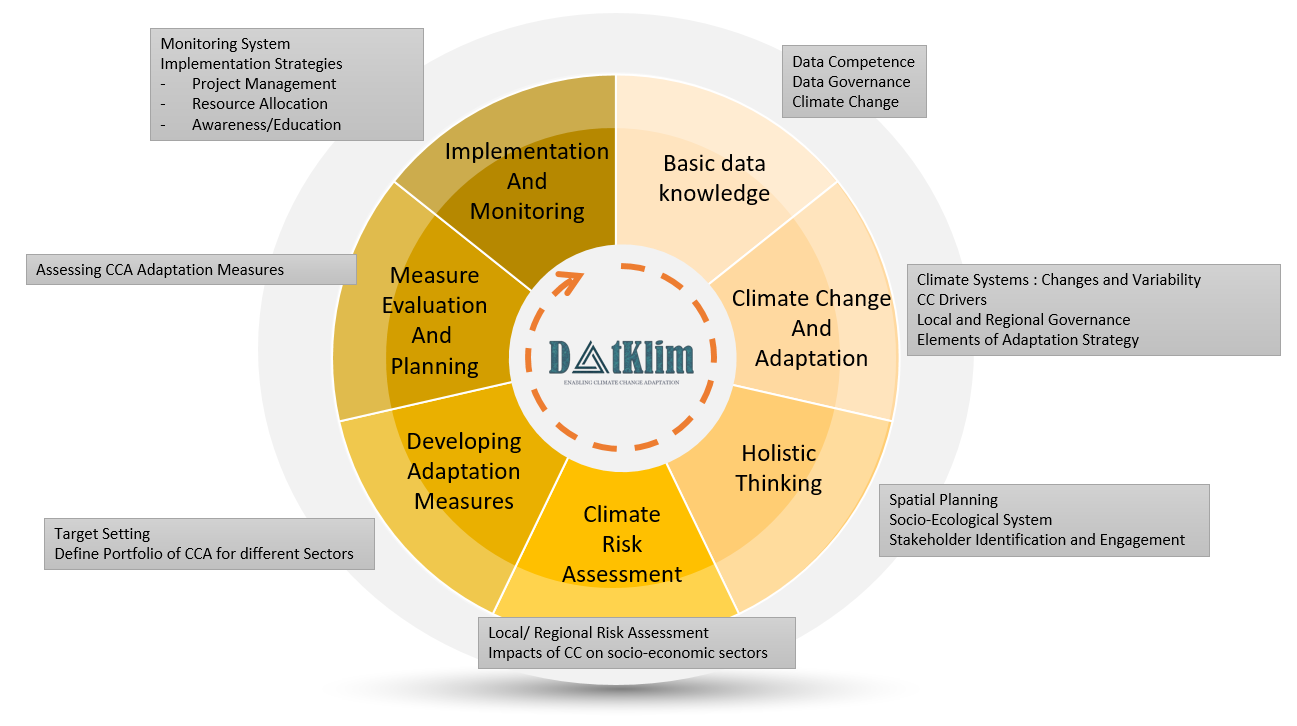 Monitoring System
Implementation Strategies
- Project Management
- Resource Allocation
- Awareness/Education
Data Competence
Data Governance
Climate Change
Implementation
And
Monitoring
Basic data
knowledge
Assessing CCA Adaptation Measures
Measure
Evaluation
And
Planning
Climate Change
And
Adaptation
Climate Systems : Changes and Variability
CC Drivers
Local and Regional Governance
Elements of Adaptation Strategy
DatKlim
ENABLING CLIMATE CHANGE ADAPTATION
Developing
Adaptation
Measures
Holistic
Thinking
Climate
Risk
Assessment
Spatial Planning
Socio-Ecological System
Stakeholder Identification and Engagement
Target Setting
Define Portfolio of CCA for different Sectors
Local/ Regional Risk Assessment
Impacts of CC on socio-economic sectors